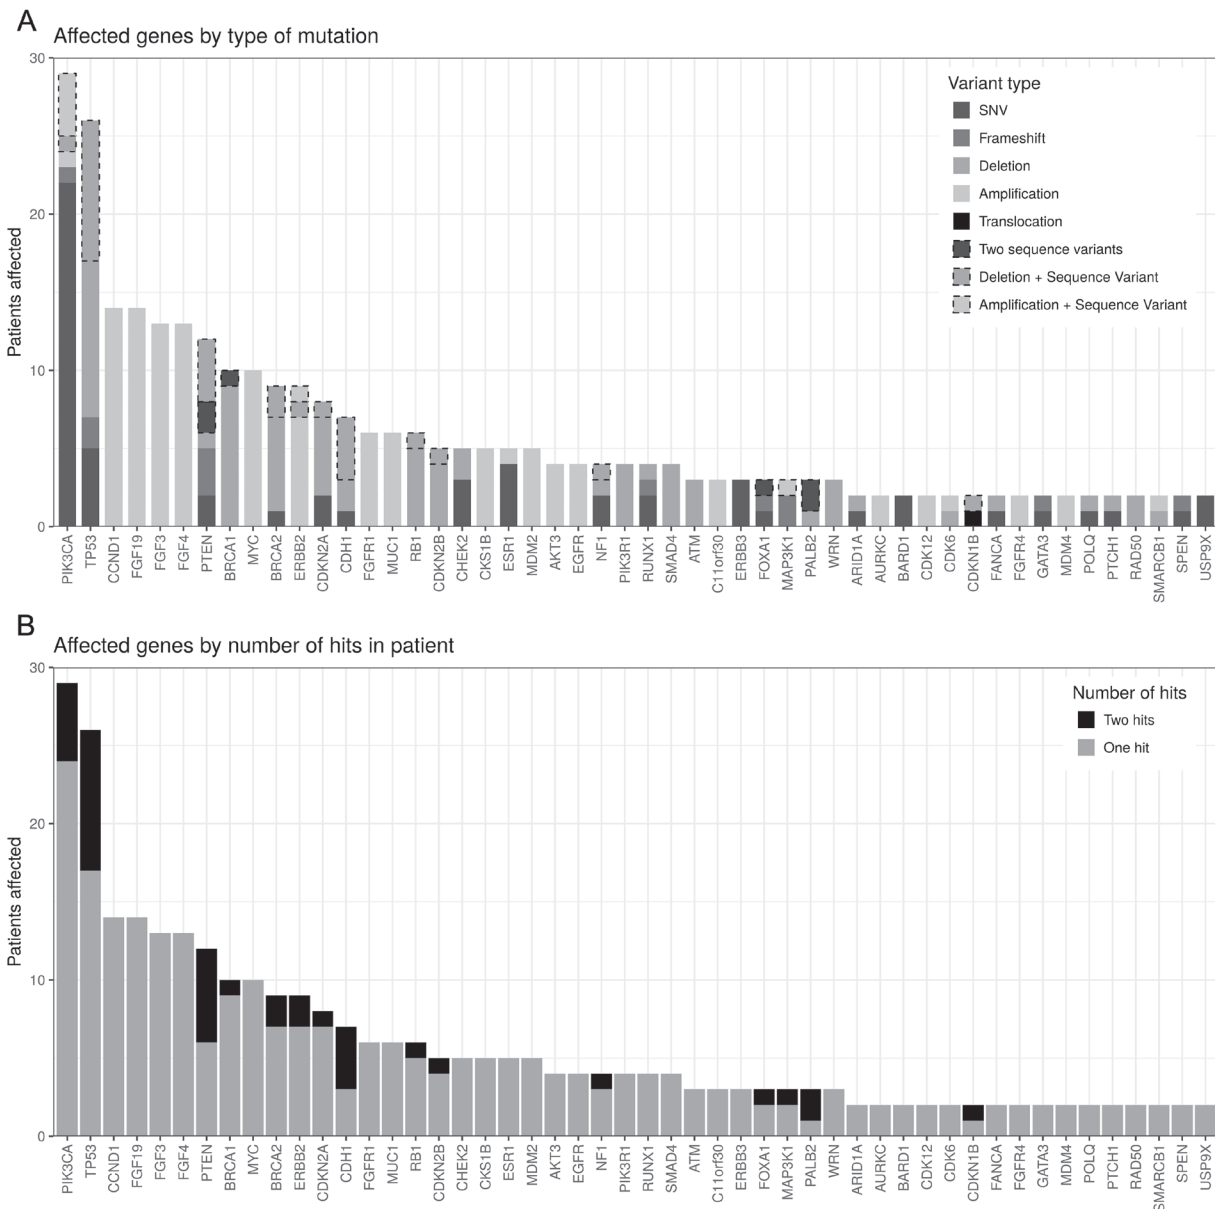 A
Affected genes by type of mutation
Patients affected
30
20
10
0
Variant type
SNV
Frameshift
Deletion
Amplification
Translocation
Two sequence variants
Deletion + Sequence Variant
Amplification + Sequence Variant
PIK3CA TP53 CCND1 FGF19 FGF3 FGF4 PTEN BRCA1 MYC BRCA2 ERBB2 CDKN2A CDH1 FGFR1 MUC1 RB1 CDKN2B CHEK2 CKS1B ESR1 MDM2 AKT3 EGFR NF1 PIK3R1 RUNX1 SMAD4 ATM C11orf30 ERBB3 FOXA1 MAP3K1 PALB2 WRN ARID1A AURKC BARD1 CDK12 CDK6 CDKN1B FANCA FGFR4 GATA3 MDM4 POLQ PTCH1 RAD50 SMARCB1 SPEN USP9X
B
Affected genes by number of hits in patient
Patients affected
30
20
10
0
Number of hits
Two hits
One hit
PIK3CA TP53 CCND1 FGF19 FGF3 FGF4 PTEN BRCA1 MYC BRCA2 ERBB2 CDKN2A CDH1 FGFR1 MUC1 RB1 CDKN2B CHEK2 CKS1B ESR1 MDM2 AKT3 EGFR NF1 PIK3R1 RUNX1 SMAD4 ATM C11orf30 ERBB3 FOXA1 MAP3K1 PALB2 WRN ARID1A AURKC BARD1 CDK12 CDK6 CDKN1B FANCA FGFR4 GATA3 MDM4 POLQ PTCH1 RAD50 SMARCB1 SPEN USP9X